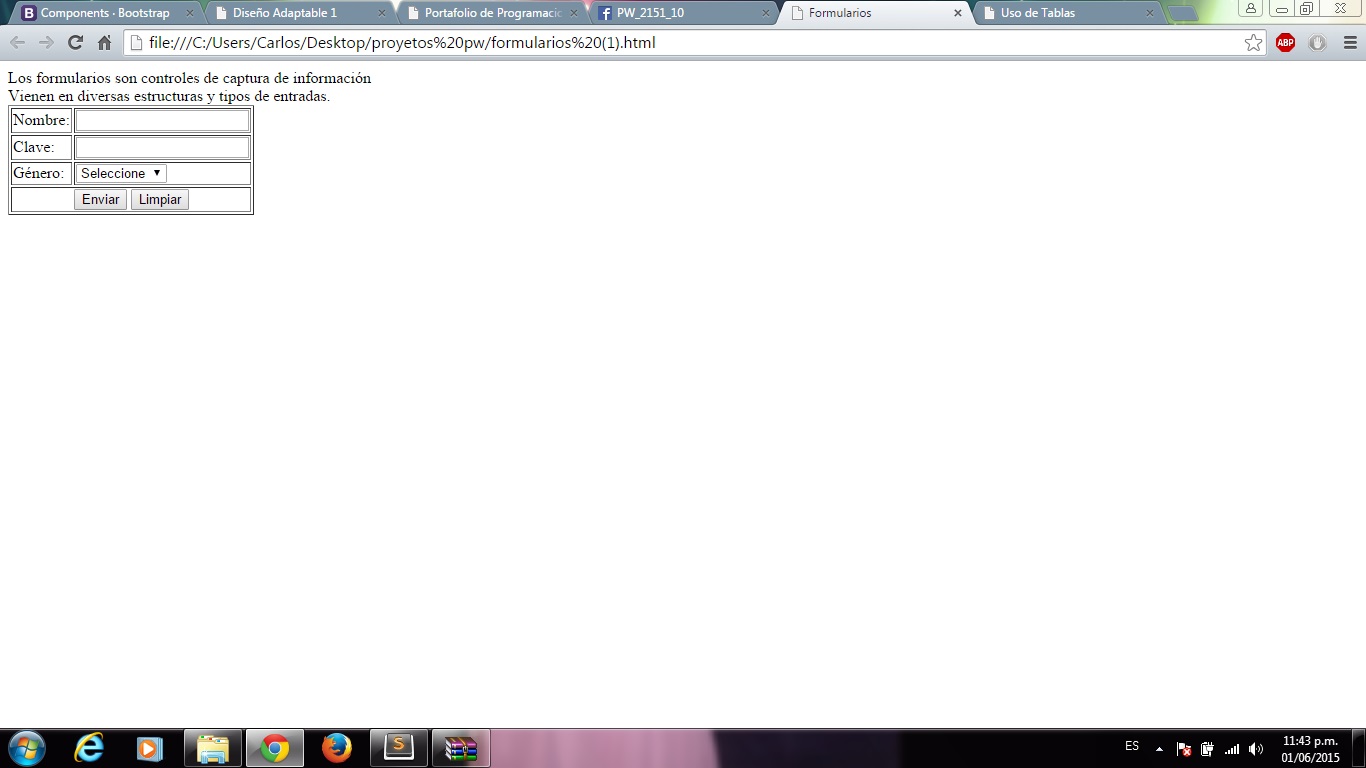 Components · Bootstrap
Diseño Adaptable 1
Portafolio de Programacio
PW_2151_10
Formularios
Uso de Tablas
file:///C:/Users/Carlos/Desktop/proyetos%20pw/formularios%20(1).html
ABP
Los formularios son controles de captura de información
Vienen en diversas estructuras y tipos de entradas.
Nombre:
Clave:
Género: Seleccione
Enviar Limpiar
ES
11:43 p.m.
01/06/2015